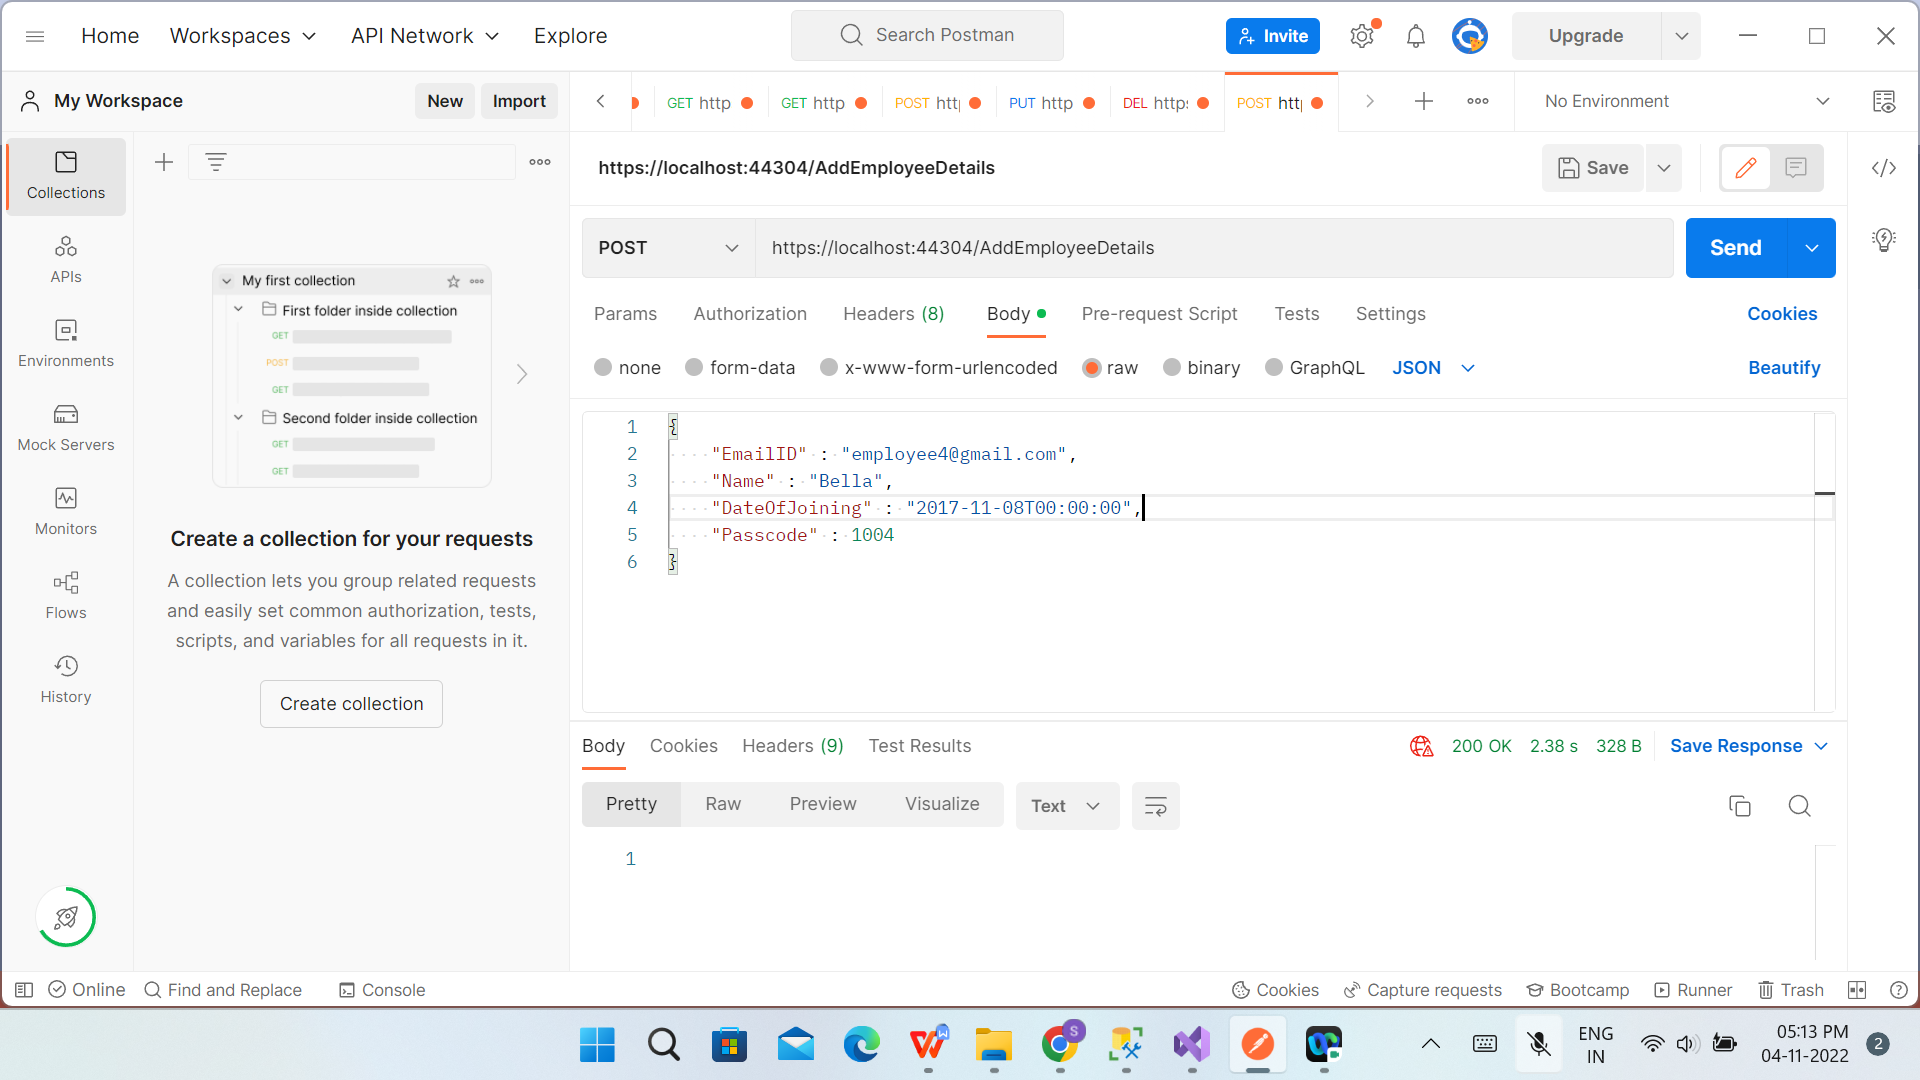 Home
Workspaces
API Network
Explore
Search Postman
Invite
Upgrade
My Workspace
New
Import
GET http
GET http
POST htt
PUT http
DEL http
POST htt
No Environment
Collections
APIs
Environments
Mock Servers
Monitors
Flows
History
My first collection
First folder inside collection
GET
POST
GET
Second folder inside collection
GET
GET
Create a collection for your requests
A collection lets you group related requests
and easily set common authorization, tests,
scripts, and variables for all requests in it.
Create collection
https://localhost:44304/AddEmployeeDetails
Save
POST
https://localhost:44304/AddEmployeeDetails
Send
Params
Authorization
Headers (8)
Body
Pre-request Script
Tests
Settings
Cookies
none
form-data
x-www-form-urlencoded
raw
binary
GraphQL
JSON
Beautify
1 {
2 "EmailID" : "employee4@gmail.com",
3 "Name" : "Bella",
4 "DateOfJoining" : "2017-11-08T00:00:00",
5 "Passcode" : 1004
6 }
Body
Cookies
Headers (9)
Test Results
200 OK
2.38 s
328 B
Save Response
Pretty
Raw
Preview
Visualize
Text
1
Online
Find and Replace
Console
Cookies
Capture requests
Bootcamp
Runner
Trash
S
ENG
IN
05:13 PM
04-11-2022
2